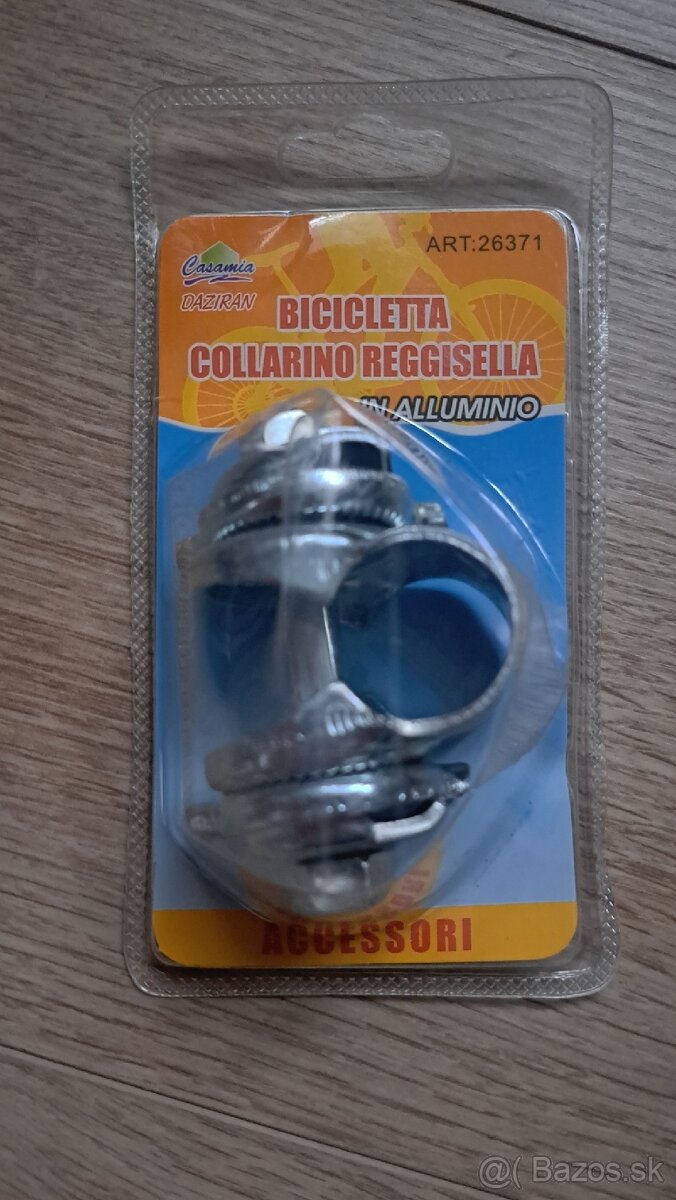 ART:26371
Casamia
DAZIRAN
BICICLETTA
COLLARINO REGGISELLA
IN ALLUMINIO
ACCESSORI
@( Bazos.sk